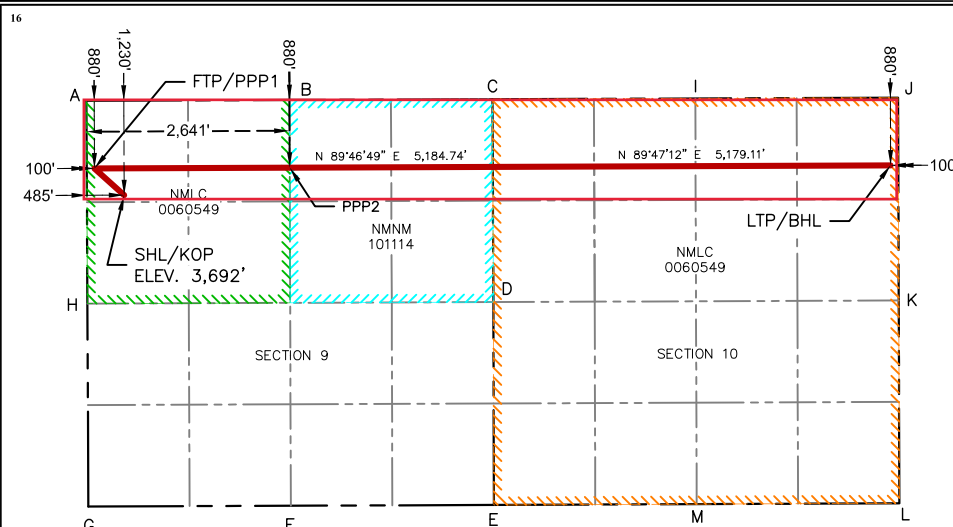 16
880'
1,230'
880'
880'
FTP/PPP1
A
B
C
I
J
2,641'
N 89°46'49" E 5,184.74'
N 89°47'12" E 5,179.11'
100'
100'
485'
NMLC
0060549
PPP2
LTP/BHL
NMNM
101114
SHL/KOP
ELEV. 3,692'
NMLC
0060549
D
H
K
SECTION 9
SECTION 10
G
F
E
M
L